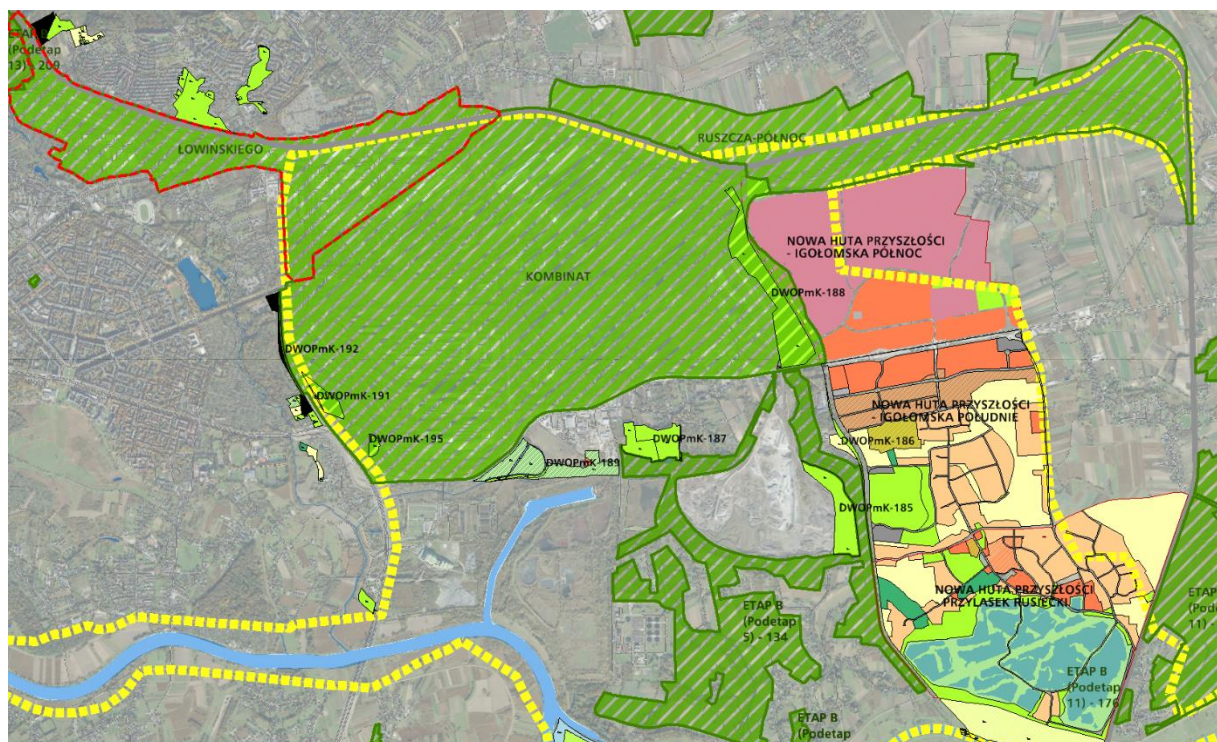 ETAP B
(Podetap
13) - 209
ŁOWIŃSKIEGO
RUSZCZA-PÓŁNOC
NOWA HUTA PRZYSZŁOŚCI
- IGOŁOMSKA PÓŁNOC
KOMBINAT
DWOPmK-188
DWOPmK-192
DWOPmK-191
NOWA HUTA PRZYSZŁOŚCI
- IGOŁOMSKA POŁUDNIE
DWOPmK-195
DWOPmK-187
DWOPmK-186
DWOPmK-189
DWOPmK-185
NOWA HUTA PRZYSZŁOŚCI
PRZYLASEK RUSIECKI
ETAP B
(Podetap
5) - 134
ETAP
(Pod
11) -
ETAP B
(Podetap
11) - 176
ETAP B
(Podetap